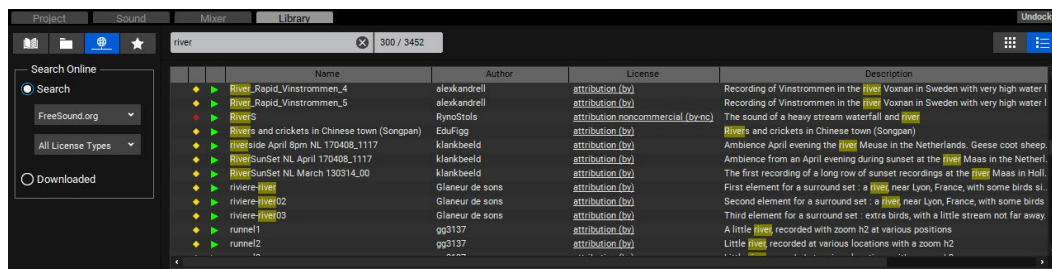 Project Sound Mixer Library Undock
river 300 / 3452
Search Online
Search
FreeSound.org
All License Types
Downloaded
Name Author License Description
River_Rapid_Vinstrommen_4 alexkandrell attribution (by) Recording of Vinstrommen in the river Voxnan in Sweden with very high water l
River_Rapid_Vinstrommen_5 alexkandrell attribution (by) Recording of Vinstrommen in the river Voxnan in Sweden with very high water l
RiverS RynoStols attribution noncommercial (by-nc) The sound of a heavy stream waterfall and river
Rivers and crickets in Chinese town (Songpan) EduFigg attribution (by) Rivers and crickets in Chinese town (Songpan)
riverside April 8pm NL 170408_1117 klankbeeld attribution (by) Ambience April evening the river Meuse in the Netherlands. Geese coot sheep.
RiverSunSet NL April 170408_1117 klankbeeld attribution (by) Ambience from an April evening during sunset at the river Maas in the Netherl.
RiverSunSet NL March 130314_00 klankbeeld attribution (by) The first recording of a long row of sunset recordings at the river Maas in Holl.
riviere-river Glaneur de sons attribution (by) First element for a surround set : a river, near Lyon, France, with some birds si..
riviere-river02 Glaneur de sons attribution (by) Second element for a surround set : a river, near Lyon, France, with some birds
riviere-river03 Glaneur de sons attribution (by) Third element for a surround set : extra birds, with a little stream not far away.
runnel1 gg3137 attribution (by) A little river, recorded with zoom h2 at various positions
runnel2 gg3137 attribution (by) Little river, recorded at various locations with a zoom h2